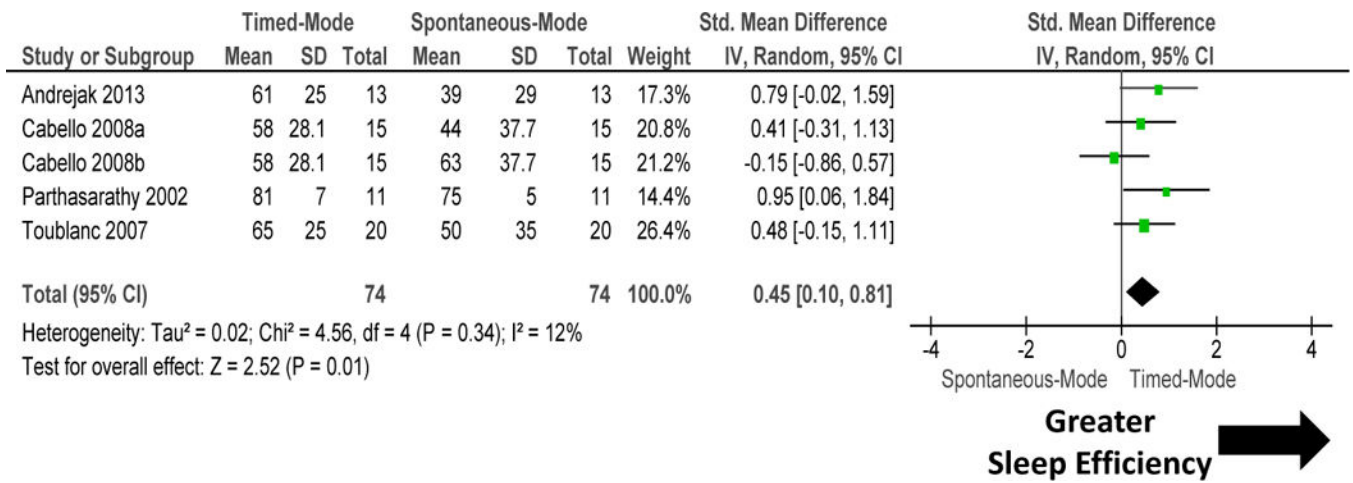 Timed-Mode Spontaneous-Mode Std. Mean Difference Std. Mean Difference
Study or Subgroup Mean SD Total Mean SD Total Weight IV, Random, 95% CI IV, Random, 95% CI
Andrejak 2013 61 25 13 39 29 13 17.3% 0.79 [-0.02, 1.59]
Cabello 2008a 58 28.1 15 44 37.7 15 20.8% 0.41 [-0.31, 1.13]
Cabello 2008b 58 28.1 15 63 37.7 15 21.2% -0.15 [-0.86, 0.57]
Parthasarathy 2002 81 7 11 75 5 11 14.4% 0.95 [0.06, 1.84]
Toublanc 2007 65 25 20 50 35 20 26.4% 0.48 [-0.15, 1.11]
Total (95% CI) 74 74 100.0% 0.45 [0.10, 0.81]
Heterogeneity: Tau² = 0.02; Chi² = 4.56, df = 4 (P = 0.34); I² = 12%
Test for overall effect: Z = 2.52 (P = 0.01)
-4 -2 0 2 4
Spontaneous-Mode Timed-Mode
Greater
Sleep Efficiency